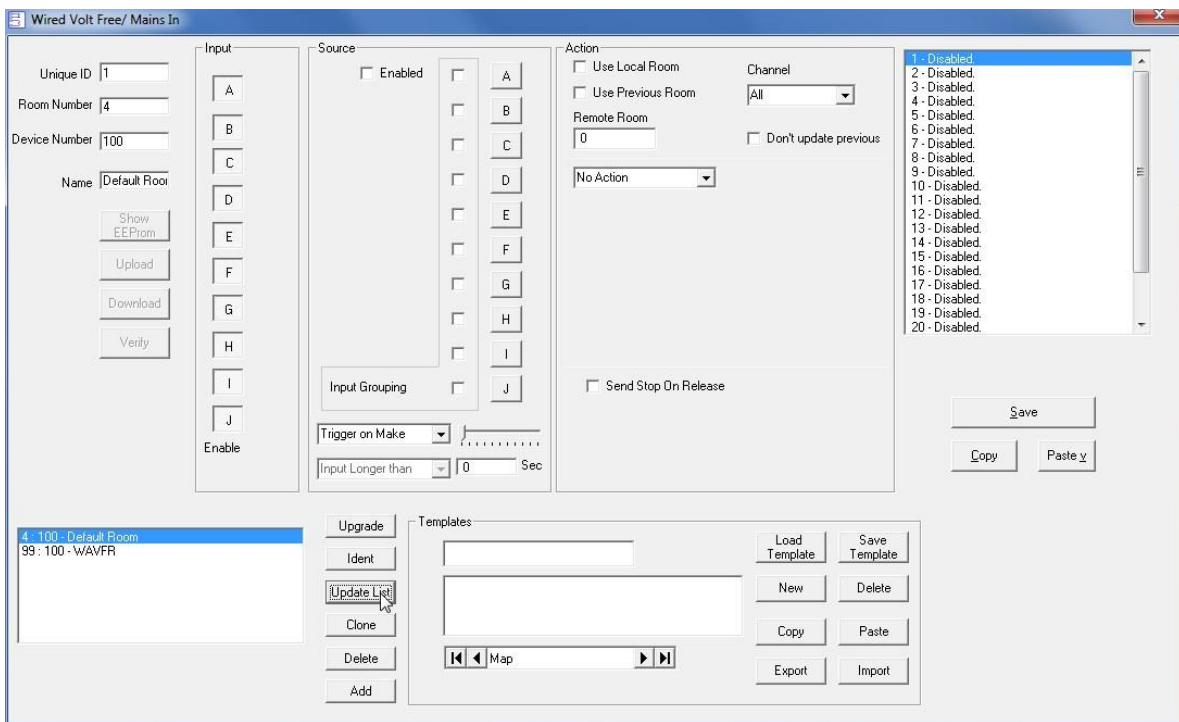 Wired Volt Free/ Mains In
Unique ID 1
Room Number 4
Device Number 100
Name Default Roor
Show EEProm
Upload
Download
Verify
Input
A
B
C
D
E
F
G
H
I
J
Enable
Source
Enabled
A
B
C
D
E
F
G
H
I
Input Grouping J
Trigger on Make
Input Longer than 0 Sec
Action
Use Local Room
Use Previous Room
Remote Room
0
Channel
All
Don't update previous
No Action
Send Stop On Release
1 - Disabled.
2 - Disabled.
3 - Disabled.
4 - Disabled.
5 - Disabled.
6 - Disabled.
7 - Disabled.
8 - Disabled.
9 - Disabled.
10 - Disabled.
11 - Disabled.
12 - Disabled.
13 - Disabled.
14 - Disabled.
15 - Disabled.
16 - Disabled.
17 - Disabled.
18 - Disabled.
19 - Disabled.
20 - Disabled.
Save
Copy
Paste v
4 : 100 - Default Room
99 : 100 - WAVFR
Upgrade
Ident
Update List
Clone
Delete
Add
Templates
Map
Load Template
Save Template
New
Delete
Copy
Paste
Export
Import